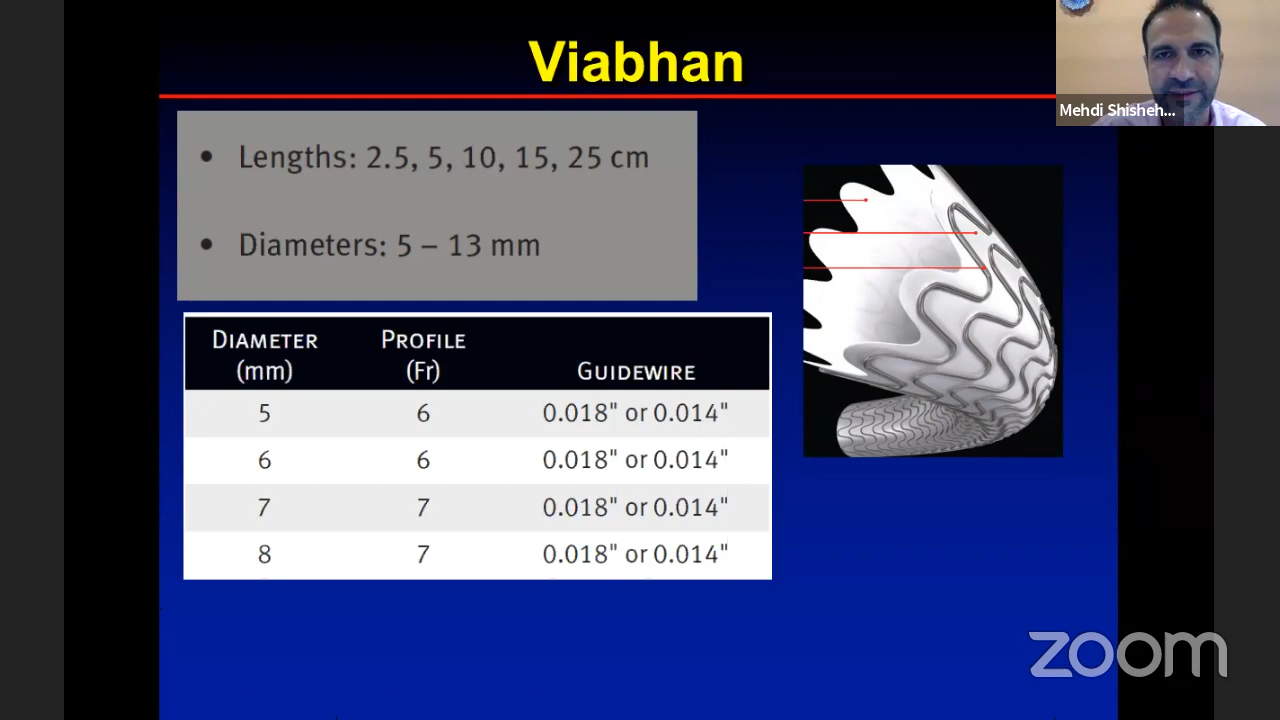 Viabhan
Mehdi Shisheh...
• Lengths: 2.5, 5, 10, 15, 25 cm
• Diameters: 5 – 13 mm
DIAMETER (mm) PROFILE (Fr) GUIDEWIRE
5 6 0.018" or 0.014"
6 6 0.018" or 0.014"
7 7 0.018" or 0.014"
8 7 0.018" or 0.014"
zoom